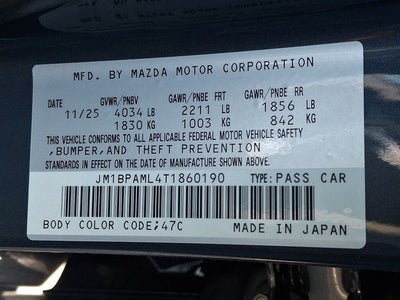 MFD. BY MAZDA MOTOR CORPORATION
GVWR/PNBV GAWR/PNBE FRT GAWR/PNBE RR
11/25 4034 LB 2211 LB 1856 LB
1830 KG 1003 KG 842 KG
THIS VEHICLE CONFORMS TO ALL APPLICABLE FEDERAL MOTOR VEHICLE SAFETY
,BUMPER,AND THEFT PREVENTION
STANDARDS IN EFFECT ON THE DATE OF MANUFACTURE SHOWN ABOVE.
JM1BPAML4T1860190 TYPE:PASS CAR
BODY COLOR CODE;47C MADE IN JAPAN